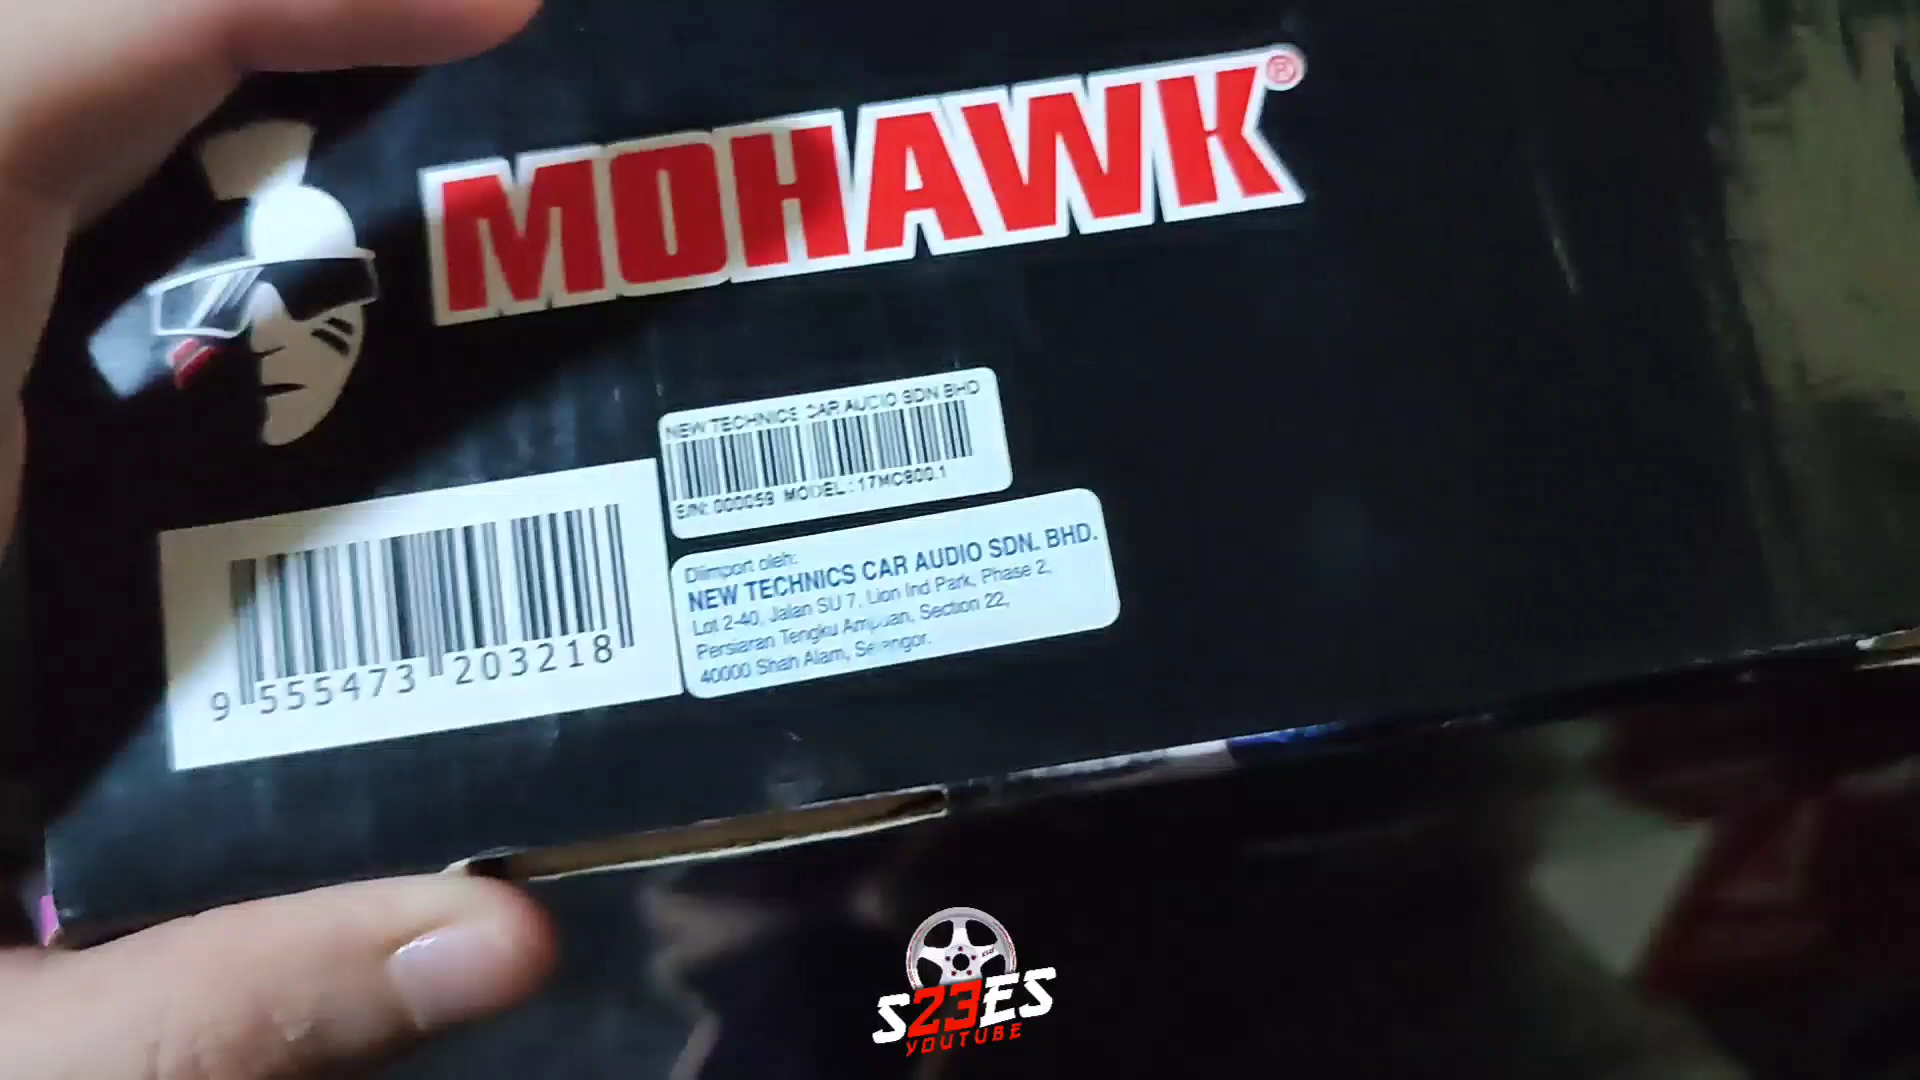 MOHAWK®
NEW TECHNICS CAR AUDIO SDN BHD
S/N: 000059 MODEL: 17MC800.1
9 555473 203218
Diimport oleh:
NEW TECHNICS CAR AUDIO SDN. BHD.
Lot 2-40, Jalan SU 7, Lion Ind Park, Phase 2,
Persiaran Tengku Ampuan, Section 22,
40000 Shah Alam, Selangor.
S23ES
YOUTUBE